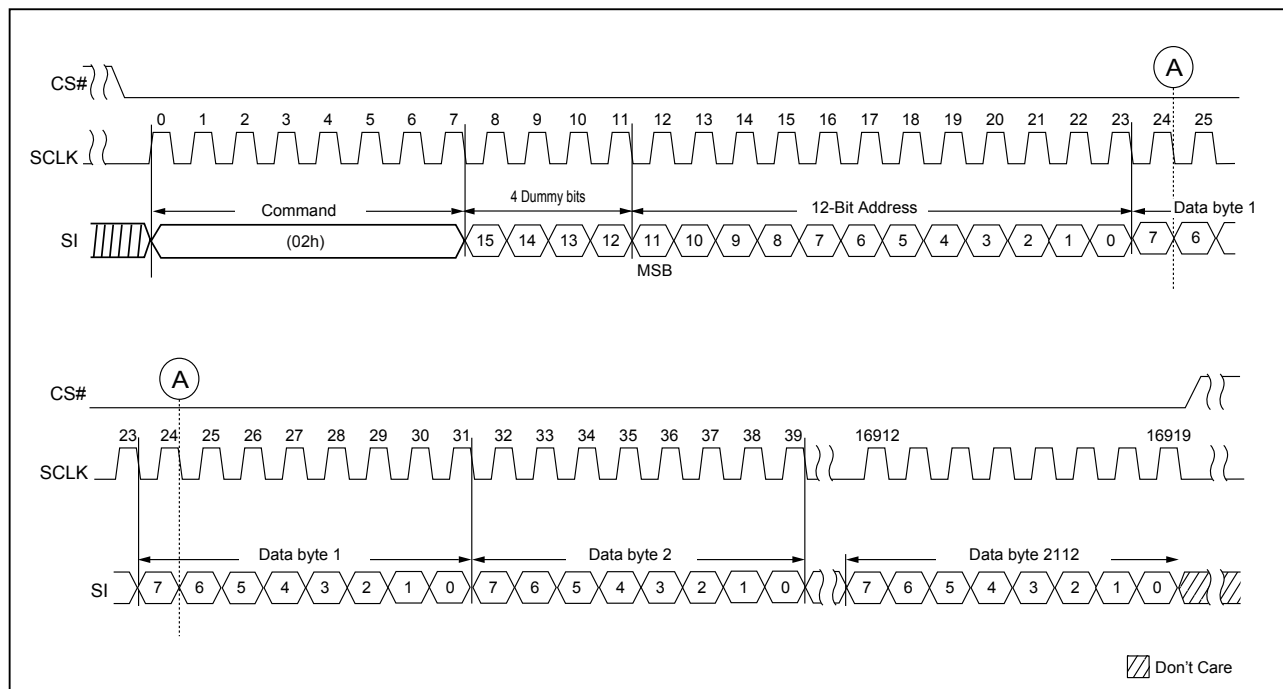 A
CS#
0 1 2 3 4 5 6 7 8 9 10 11 12 13 14 15 16 17 18 19 20 21 22 23 24 25
SCLK
Command 4 Dummy bits 12-Bit Address Data byte 1
SI (02h) 15 14 13 12 11 10 9 8 7 6 5 4 3 2 1 0 7 6
MSB
A
CS#
23 24 25 26 27 28 29 30 31 32 33 34 35 36 37 38 39 16912 16919
SCLK
Data byte 1 Data byte 2 Data byte 2112
SI 7 6 5 4 3 2 1 0 7 6 5 4 3 2 1 0 7 6 5 4 3 2 1 0
Don't Care